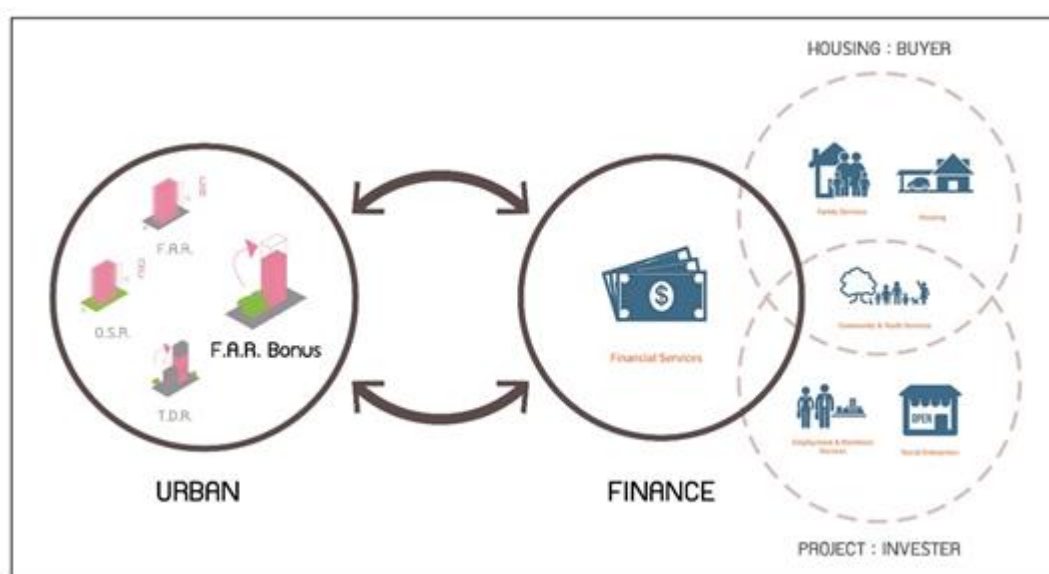 HOUSING : BUYER
Family Services
Housing
F.A.R.
O.S.R.
F.A.R. Bonus
T.D.R.
Financial Services
Community & Youth Services
OPEN
Employment &
Services
Social Enterprises
URBAN
FINANCE
PROJECT : INVESTER